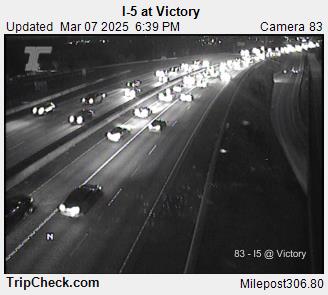 I-5 at Victory
Updated Mar 07 2025 6:39 PM Camera 83
N
83 - I5 @ Victory
TripCheck.com Milepost306.80